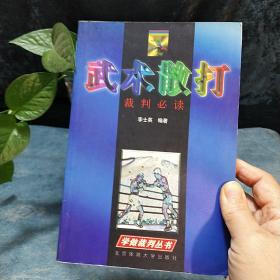 武术散打
裁判必读
李士英 编著
学做裁判丛书
北京体育大学出版社